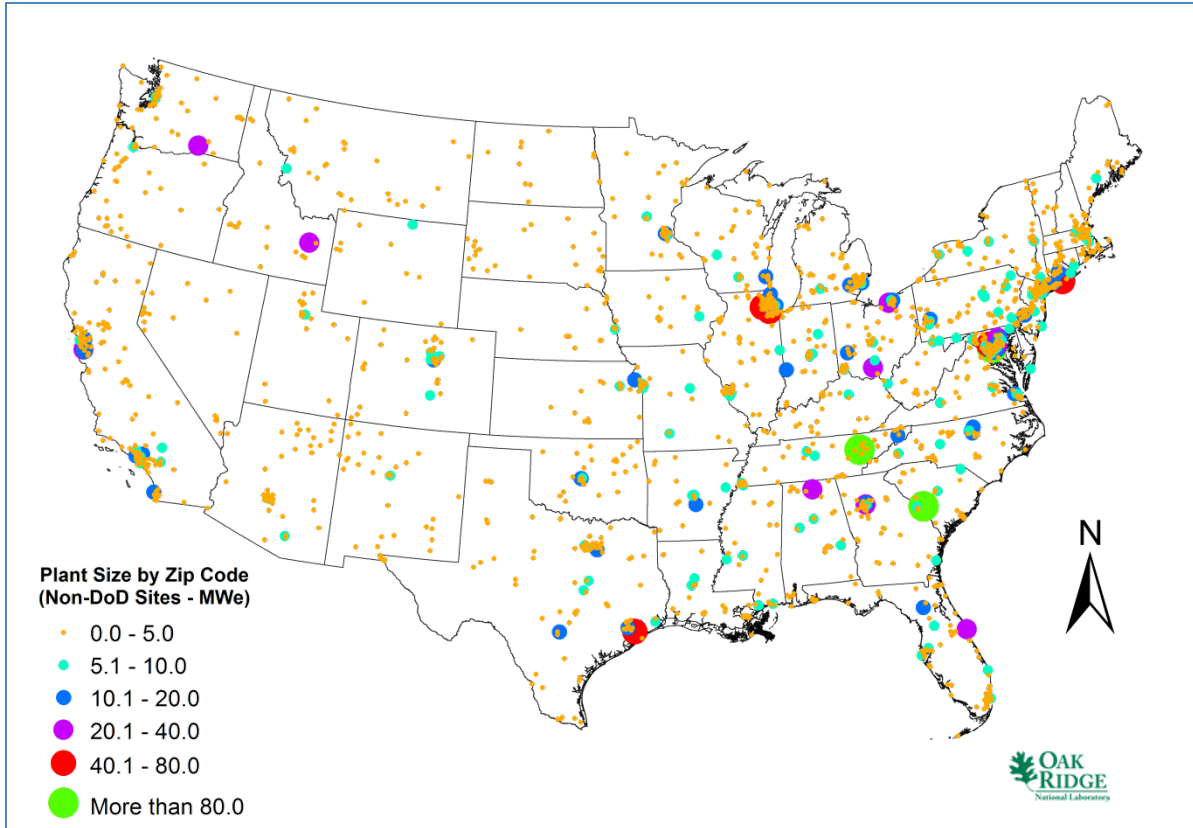 N
Plant Size by Zip Code
(Non-DoD Sites - MWe)
0.0 - 5.0
5.1 - 10.0
10.1 - 20.0
20.1 - 40.0
40.1 - 80.0
More than 80.0
OAK
RIDGE
National Laboratory